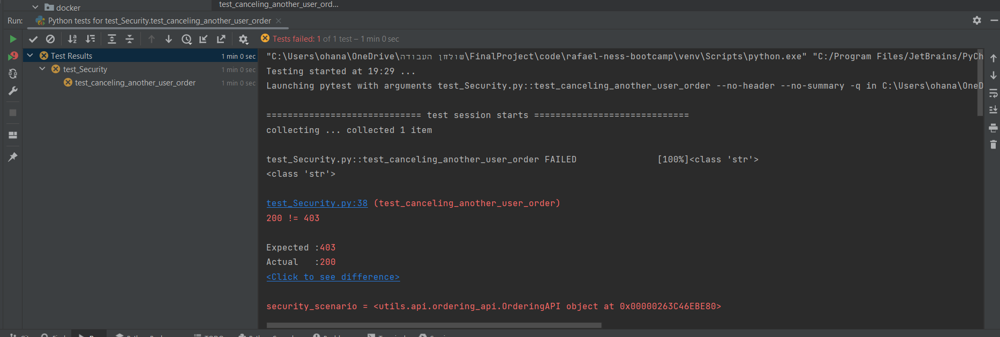 docker
test_canceling_another_user_ord...
Run: Python tests for test_Security.test_canceling_another_user_order
Tests failed: 1 of 1 test – 1 min 0 sec
Test Results 1 min 0 sec
test_Security 1 min 0 sec
test_canceling_another_user_order 1 min 0 sec
"C:\Users\ohana\OneDrive\שולחן העבודה\FinalProject\code\rafael-ness-bootcamp\venv\Scripts\python.exe" "C:/Program Files/JetBrains/PyCh
Testing started at 19:29 ...
Launching pytest with arguments test_Security.py::test_canceling_another_user_order --no-header --no-summary -q in C:\Users\ohana\OneD
============================= test session starts =============================
collecting ... collected 1 item
test_Security.py::test_canceling_another_user_order FAILED [100%]<class 'str'>
<class 'str'>
test_Security.py:38 (test_canceling_another_user_order)
200 != 403
Expected :403
Actual :200
<Click to see difference>
security_scenario = <utils.api.ordering_api.OrderingAPI object at 0x00000263C46EBE80>